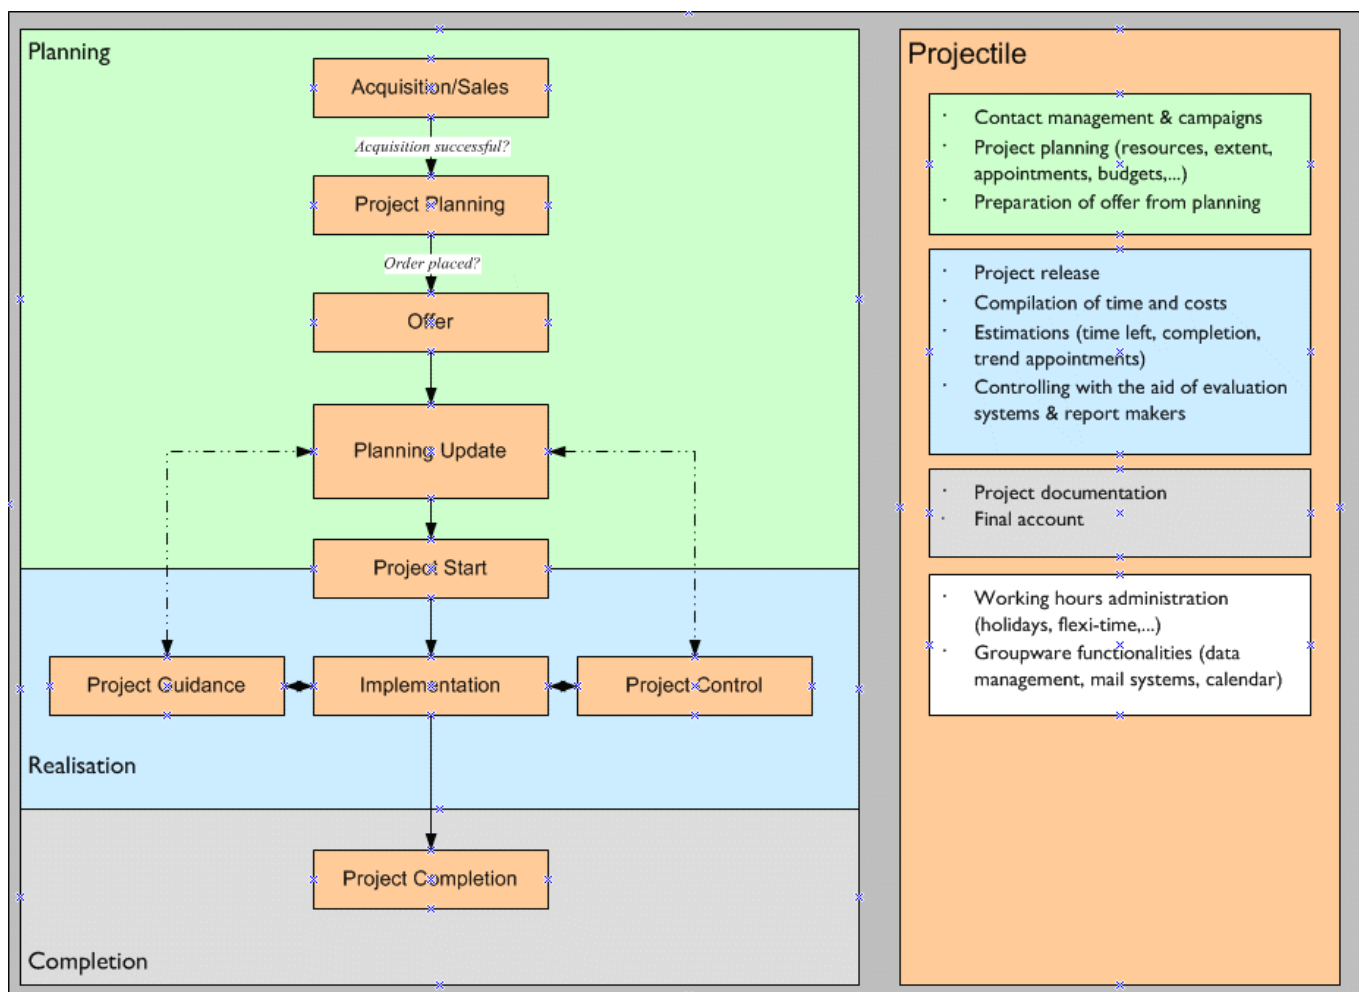 Planning
Acquisition/Sales
Acquisition successful?
Project Planning
Order placed?
Offer
Planning Update
Project Start
Project Guidance
Implementation
Project Control
Realisation
Project Completion
Completion
Projectile
· Contact management & campaigns
· Project planning (resources, extent,
appointments, budgets,...)
· Preparation of offer from planning
· Project release
· Compilation of time and costs
· Estimations (time left, completion,
trend appointments)
· Controlling with the aid of evaluation
systems & report makers
· Project documentation
· Final account
· Working hours administration
(holidays, flexi-time,...)
· Groupware functionalities (data
management, mail systems, calendar)